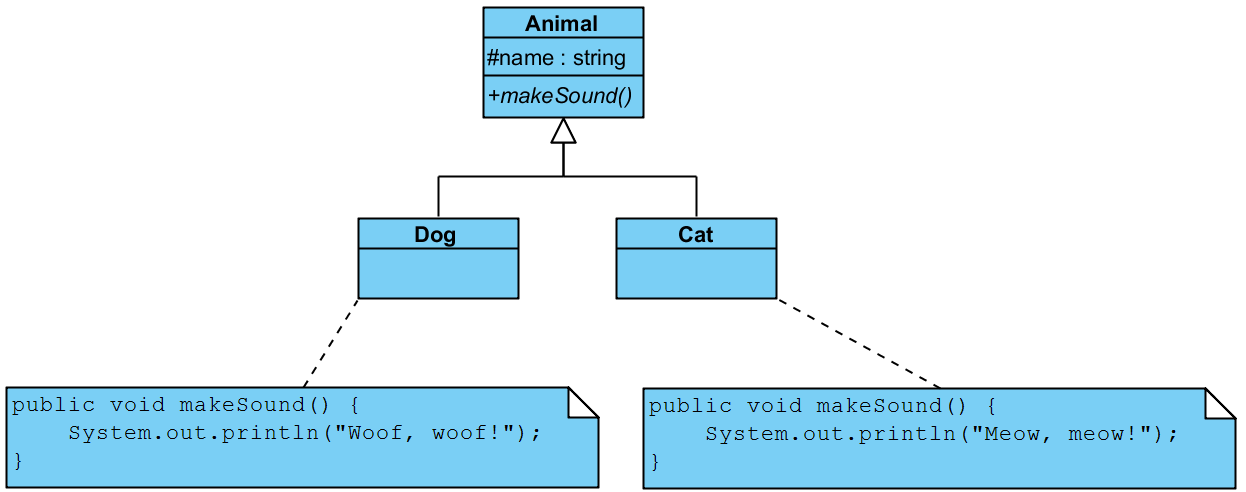 Animal
#name : string
+makeSound()
Dog
Cat
public void makeSound() {
    System.out.println("Woof, woof!");
}
public void makeSound() {
    System.out.println("Meow, meow!");
}